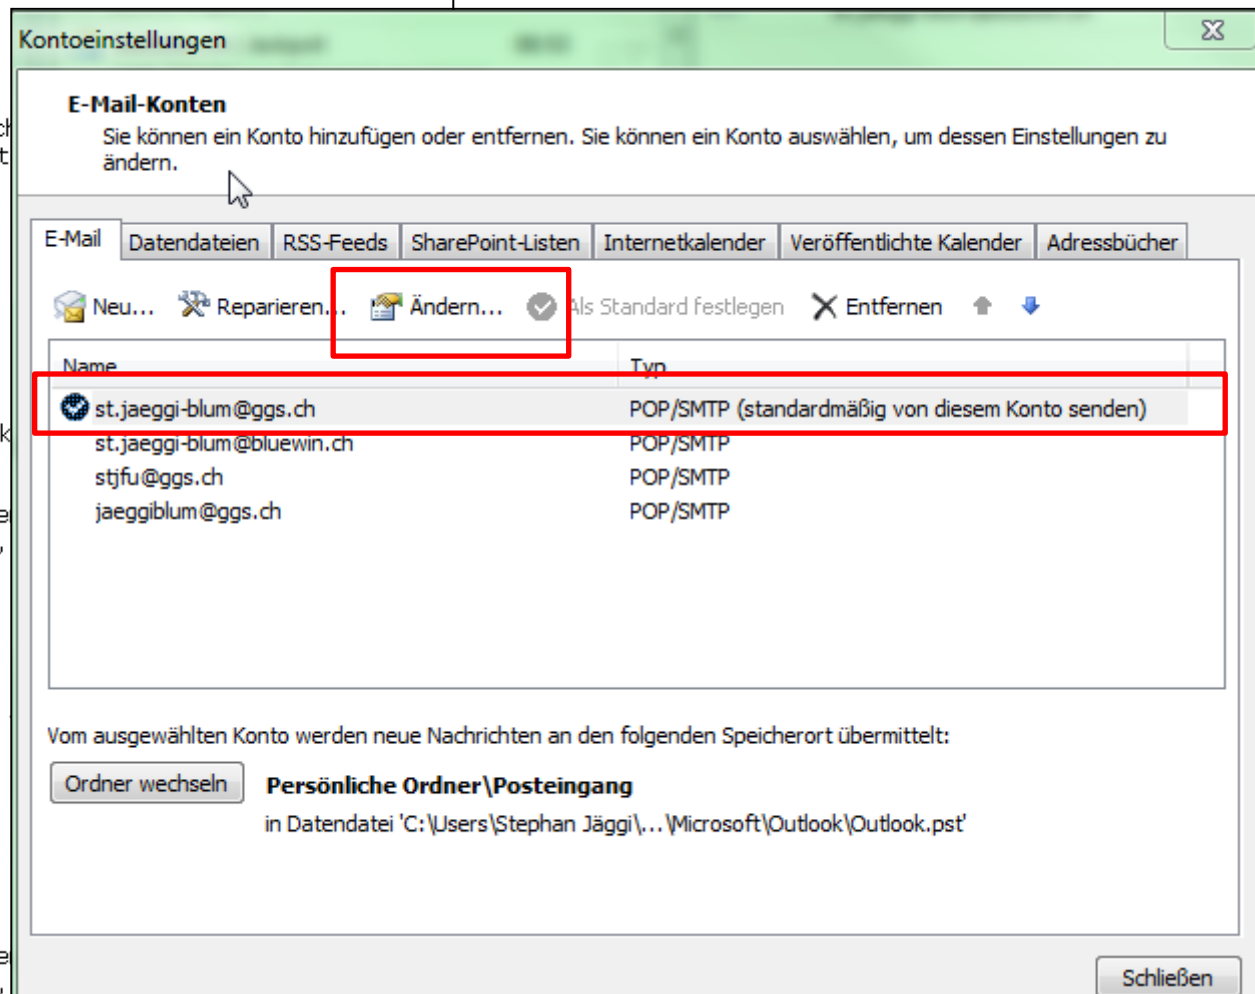 Kontoeinstellungen
E-Mail-Konten
Sie können ein Konto hinzufügen oder entfernen. Sie können ein Konto auswählen, um dessen Einstellungen zu
ändern.
E-Mail Datendateien RSS-Feeds SharePoint-Listen Internetkalender Veröffentlichte Kalender Adressbücher
Neu... Reparieren... Ändern... Als Standard festlegen Entfernen
Name Typ
st.jaeggi-blum@ggs.ch POP/SMTP (standardmäßig von diesem Konto senden)
st.jaeggi-blum@bluewin.ch POP/SMTP
stjfu@ggs.ch POP/SMTP
jaeggiblum@ggs.ch POP/SMTP
Vom ausgewählten Konto werden neue Nachrichten an den folgenden Speicherort übermittelt:
Ordner wechseln Persönliche Ordner\Posteingang
in Datendatei 'C:\Users\Stephan Jäggi\...\Microsoft\Outlook\Outlook.pst'
Schließen